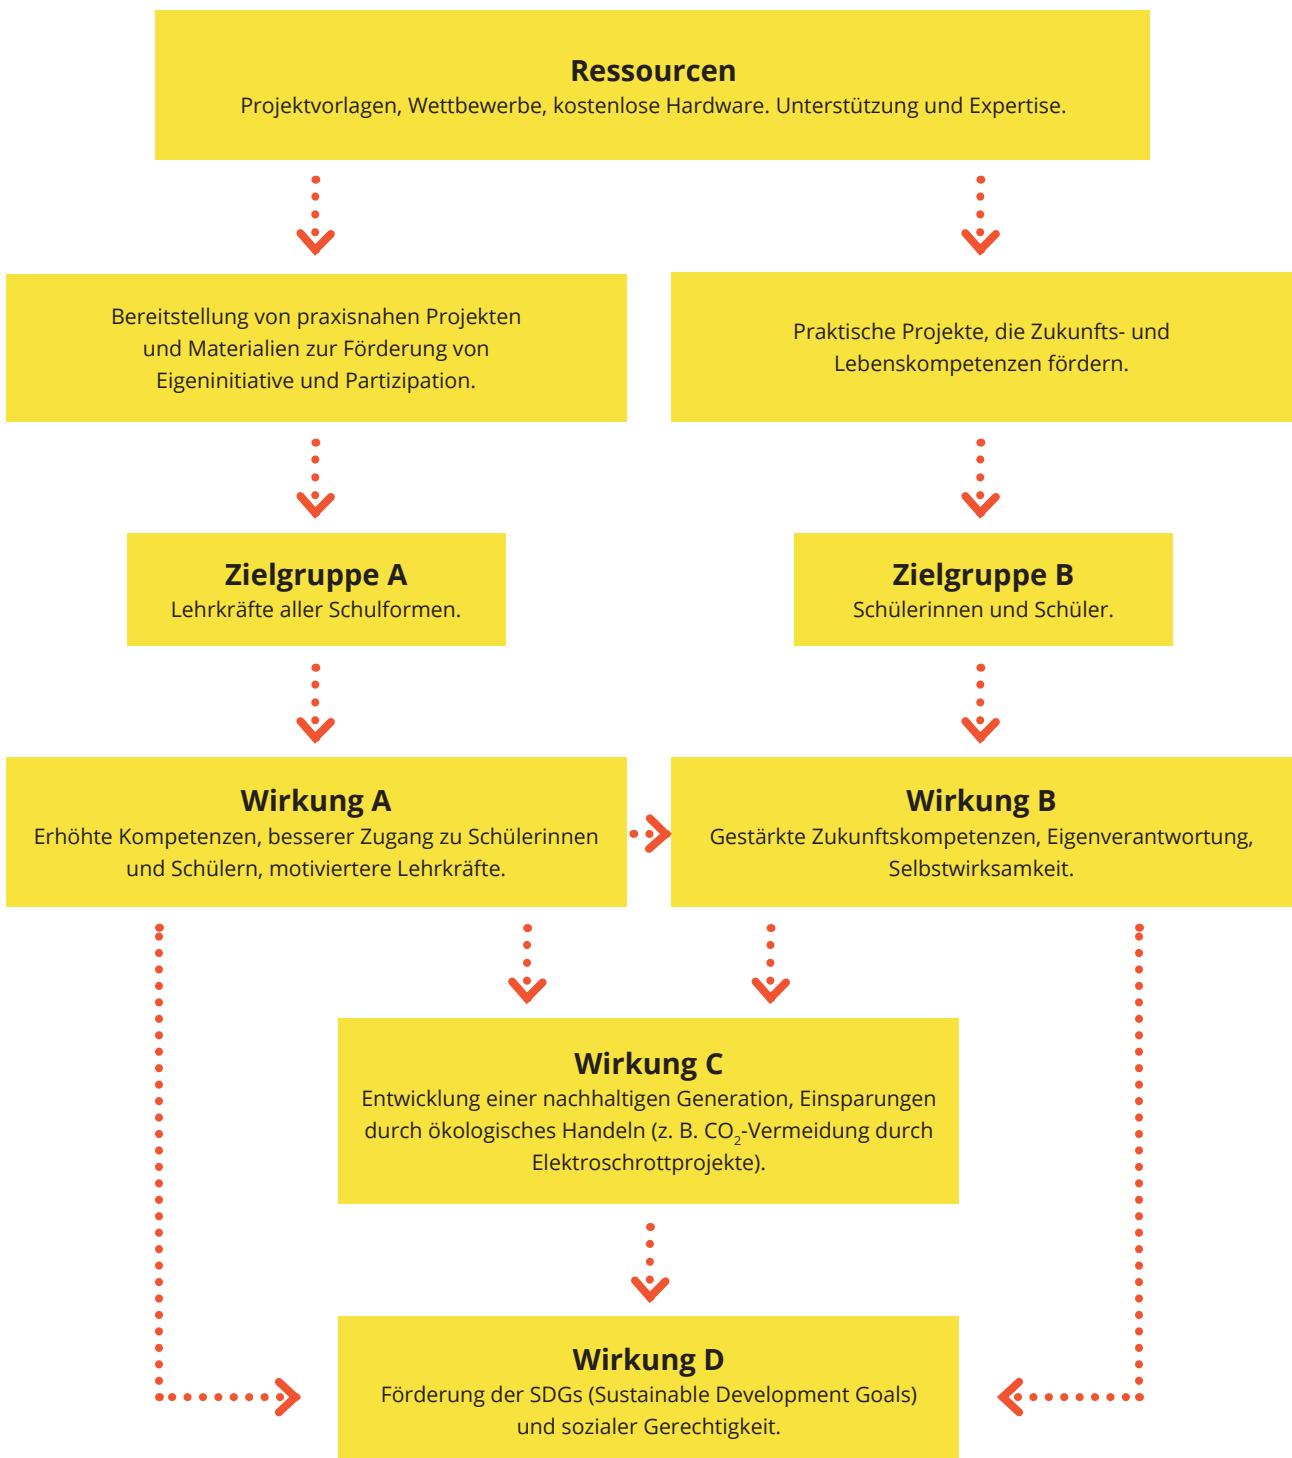 Ressourcen
Projektvorlagen, Wettbewerbe, kostenlose Hardware. Unterstützung und Expertise.
Bereitstellung von praxisnahen Projekten
und Materialien zur Förderung von
Eigeninitiative und Partizipation.
Praktische Projekte, die Zukunfts- und
Lebenskompetenzen fördern.
Zielgruppe A
Lehrkräfte aller Schulformen.
Zielgruppe B
Schülerinnen und Schüler.
Wirkung A
Erhöhte Kompetenzen, besserer Zugang zu Schülerinnen
und Schülern, motiviertere Lehrkräfte.
Wirkung B
Gestärkte Zukunftskompetenzen, Eigenverantwortung,
Selbstwirksamkeit.
Wirkung C
Entwicklung einer nachhaltigen Generation, Einsparungen
durch ökologisches Handeln (z. B. CO₂-Vermeidung durch
Elektroschrottprojekte).
Wirkung D
Förderung der SDGs (Sustainable Development Goals)
und sozialer Gerechtigkeit.